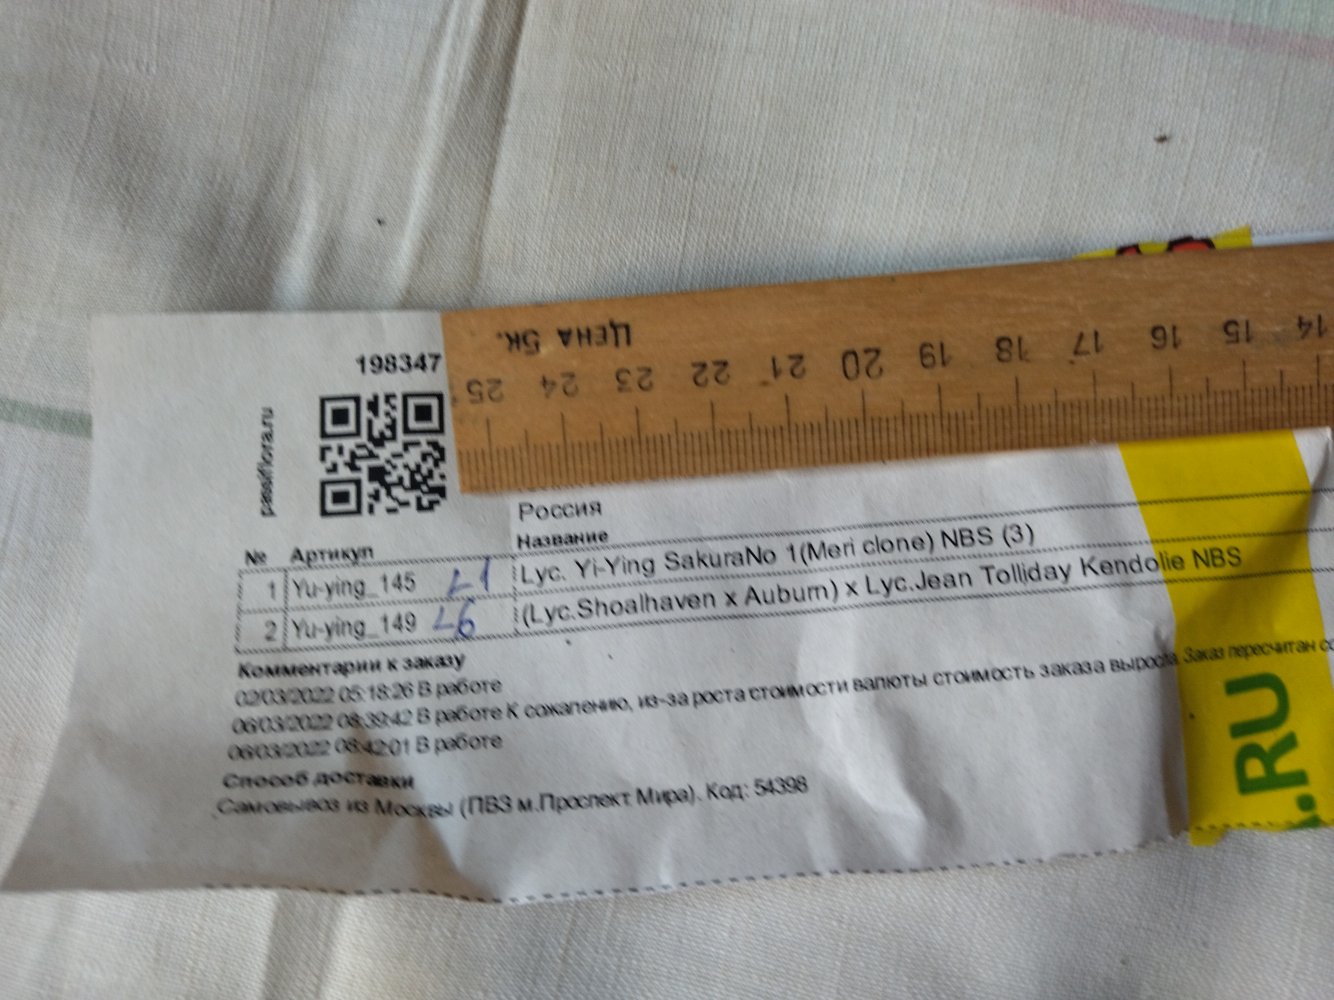 198347
passiflora.ru
ЦЕНА 5К.
25 24 23 22 21 20 19 18 17 16 15 14
Россия
№ Артикул Название
1 Yu-ying_145 L1 Lyc. Yi-Ying SakuraNo 1(Meri clone) NBS (3)
2 Yu-ying_149 L6 (Lyc.Shoalhaven x Auburn) x Lyc.Jean Tolliday Kendolie NBS
Комментарии к заказу
02/03/2022 05:18:26 В работе
06/03/2022 08:39:42 В работе К сожалению, из-за роста стоимости валюты стоимость заказа выросла Заказ пересчитан
06/03/2022 08:42:01 В работе
Способ доставки
Самовывоз из Москвы (ПВЗ м.Проспект Мира). Код: 54398
.RU